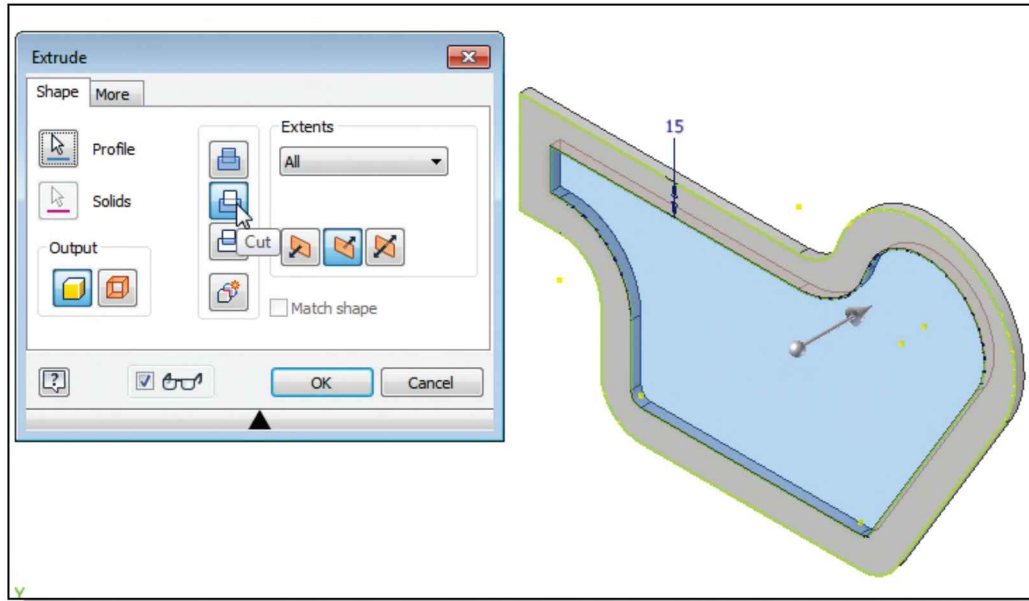 Extrude
Shape More
Profile
Solids
Output
Extents
All
Cut
Match shape
?
OK Cancel
15
Y